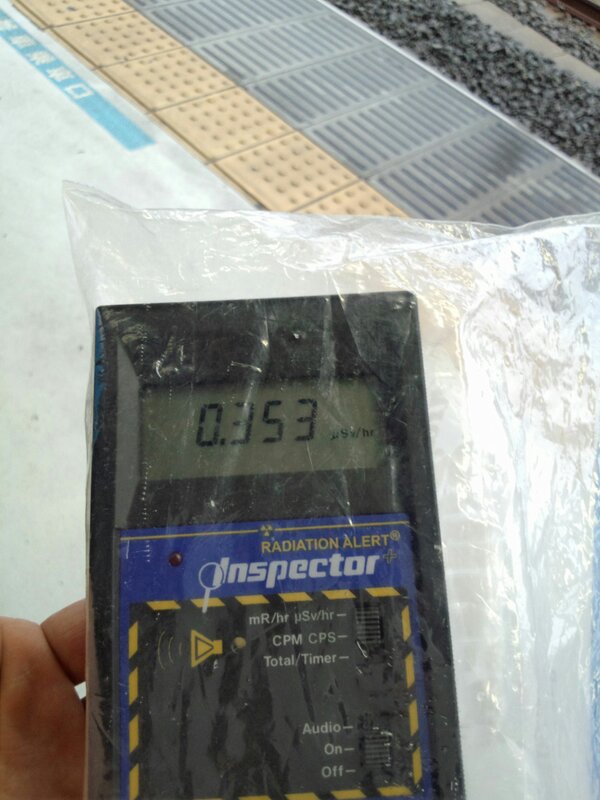 0.353 µSv/hr
RADIATION ALERT®
Inspector+
mR/hr µSv/hr
CPM CPS
Total/Timer
Audio
On
Off